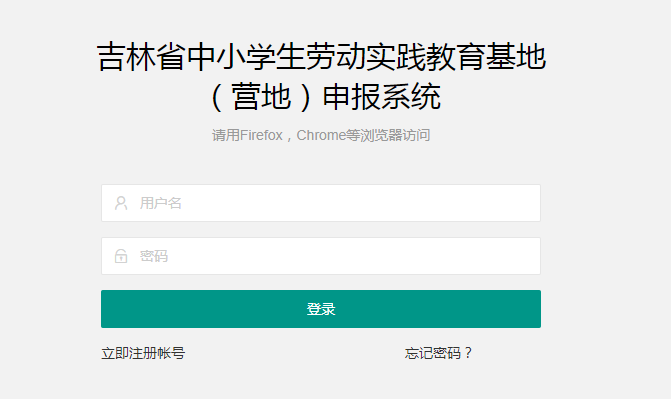 吉林省中小学生劳动实践教育基地
（营地）申报系统
请用Firefox，Chrome等浏览器访问
用户名
密码
登录
立即注册帐号 忘记密码？